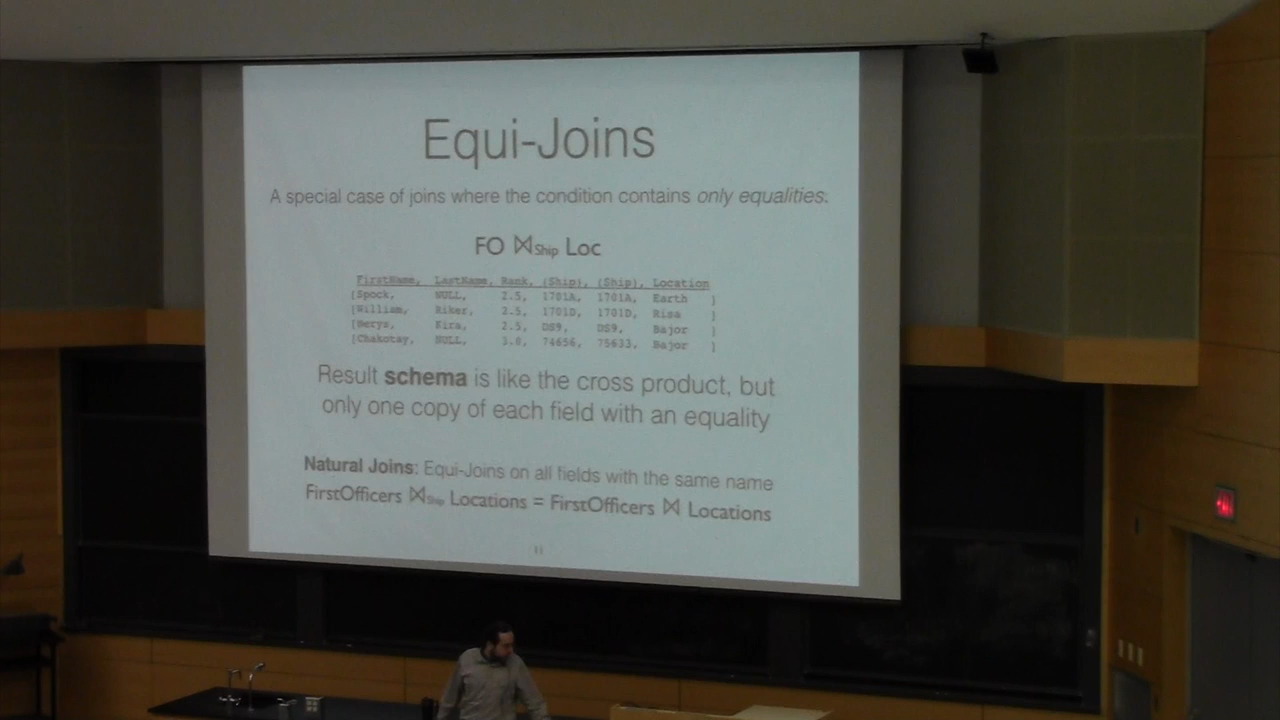 Equi-Joins
A special case of joins where the condition contains only equalities.
FO ⋈Ship Loc
FirstName, LastName, Rank, (Ship), (Ship), Location
[Spock, NULL, 2.5, 1701A, 1701A, Earth ]
[William, Riker, 2.5, 1701D, 1701D, Risa ]
[Nerys, Kira, 2.5, DS9, DS9, Bajor ]
[Chakotay, NULL, 3.0, 74656, 75633, Bajor ]
Result schema is like the cross product, but
only one copy of each field with an equality
Natural Joins: Equi-Joins on all fields with the same name
FirstOfficers ⋈Ship Locations = FirstOfficers ⋈ Locations
11